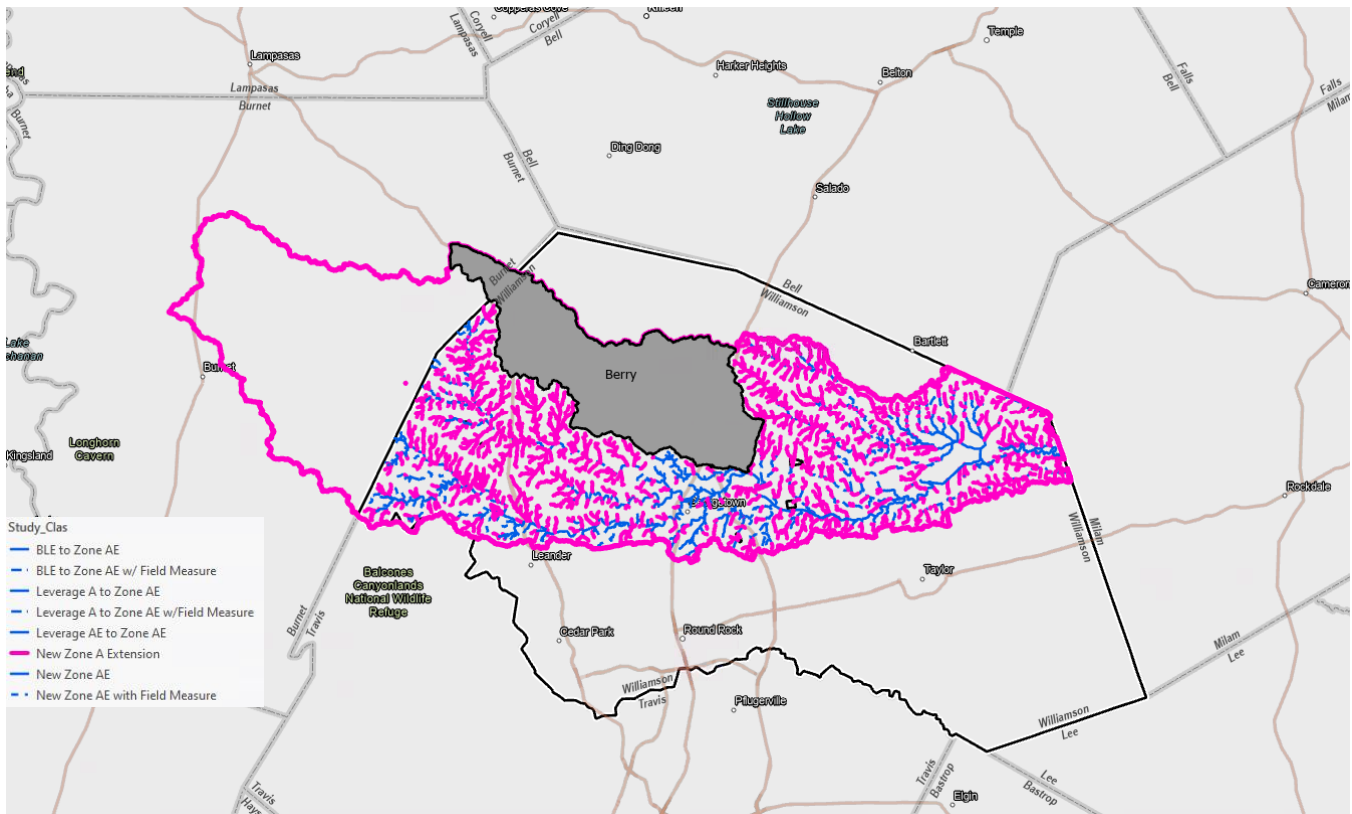 Copperas Cove
Killeen
Coryell
Lampasas
Coryell
Bell
Temple
Lampasas
Harker Heights
Belton
Falls
Bell
Lampasas
Burnet
Stillhouse
Hollow
Lake
Falls
Milam
Burnet
Ding Dong
Bell
Burnet
Salado
Burnet
Williamson
Bell
Williamson
Cameron
Lake
Bartlett
Burnet
Berry
Longhorn
Cavern
Kingsland
Rockdale
Georgetown
Milam
Williamson
Study_Clas
BLE to Zone AE
BLE to Zone AE w/ Field Measure
Leverage A to Zone AE
Leverage A to Zone AE w/Field Measure
Leverage AE to Zone AE
New Zone A Extension
New Zone AE
New Zone AE with Field Measure
Leander
Taylor
Balcones
Canyonlands
National Wildlife
Refuge
Burnet
Travis
Cedar Park
Round Rock
Milam
Lee
Williamson
Travis
Pflugerville
Williamson
Lee
Travis
Bastrop
Lee
Bastrop
Travis
Hays
Elgin